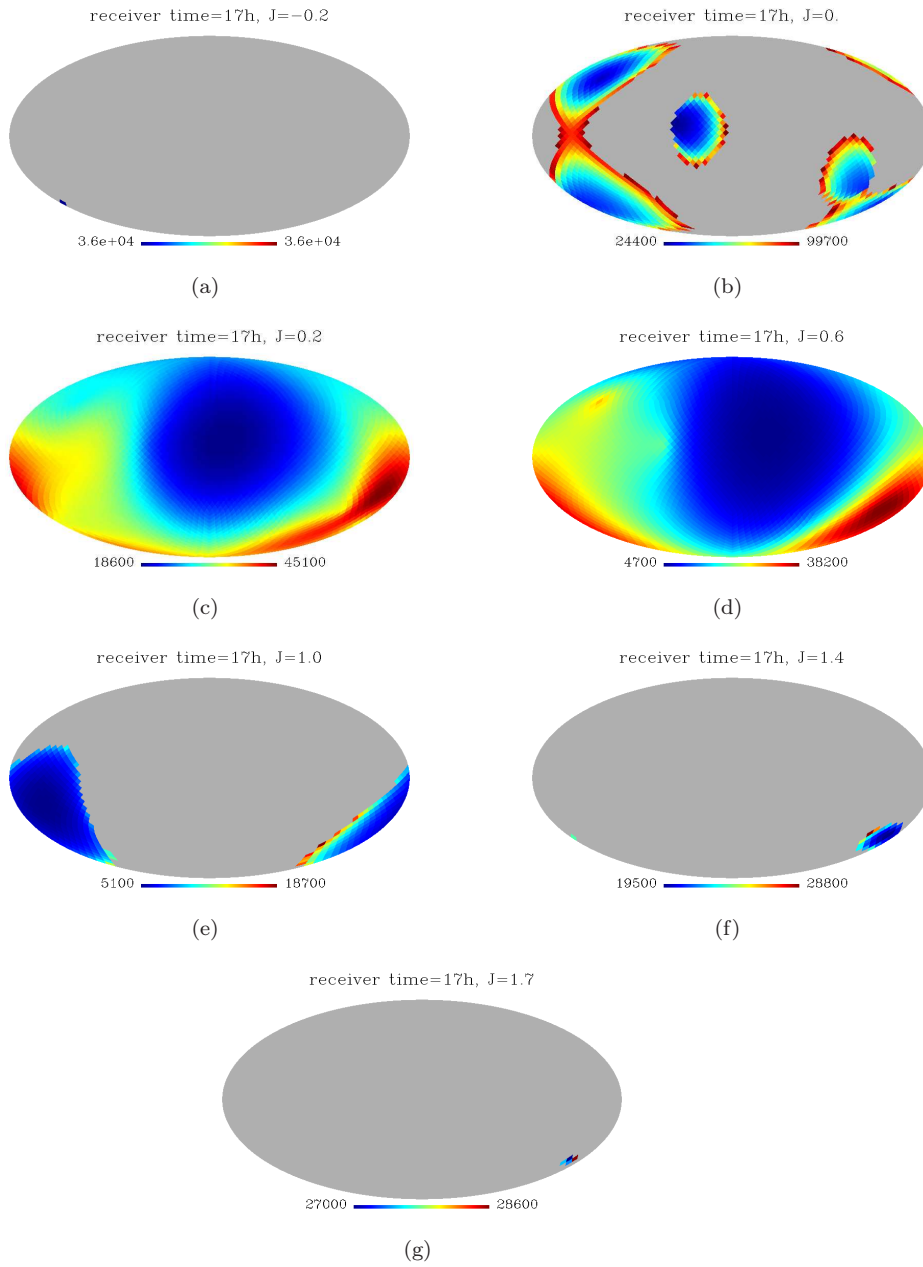 receiver time=17h, J=−0.2
receiver time=17h, J=0.
3.6e+04 3.6e+04
24400 99700
(a)
(b)
receiver time=17h, J=0.2
receiver time=17h, J=0.6
18600 45100
4700 38200
(c)
(d)
receiver time=17h, J=1.0
receiver time=17h, J=1.4
5100 18700
19500 28800
(e)
(f)
receiver time=17h, J=1.7
27000 28600
(g)